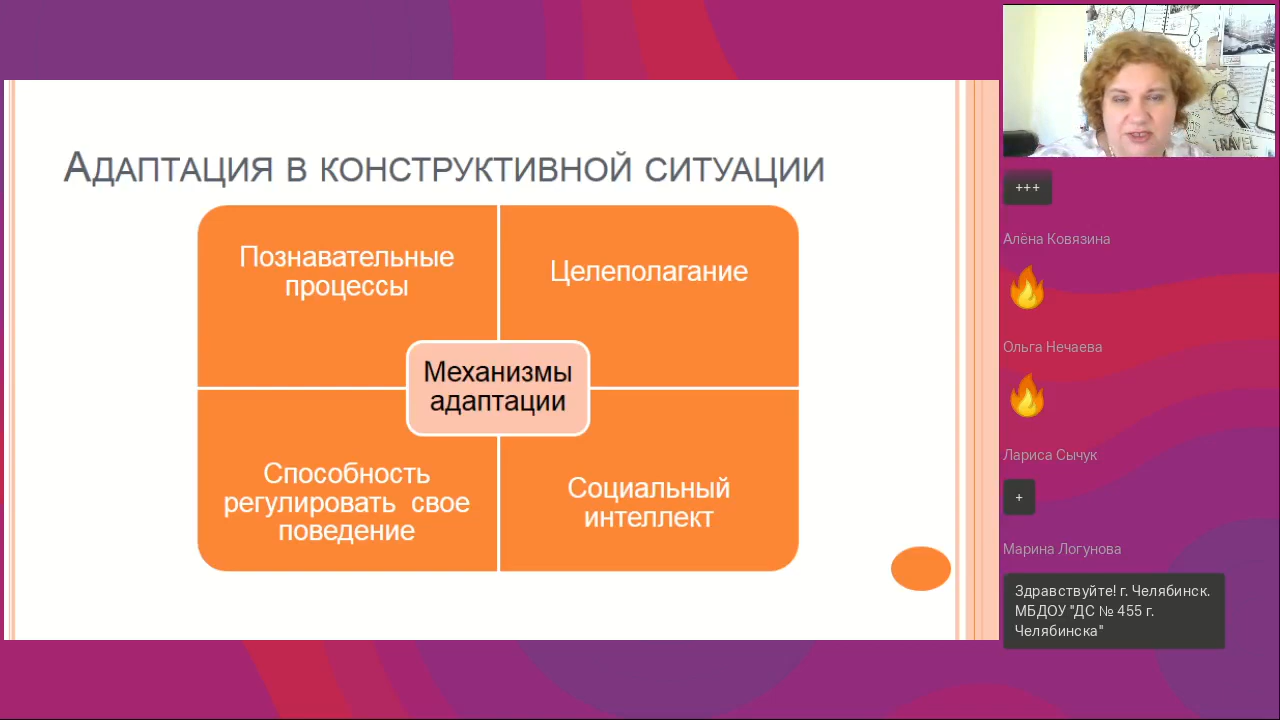 Адаптация в конструктивной ситуации
Познавательные
процессы
Целеполагание
Механизмы
адаптации
Способность
регулировать свое
поведение
Социальный
интеллект
TRAVEL
+++
Алёна Ковязина
Ольга Нечаева
Лариса Сычук
+
Марина Логунова
Здравствуйте! г. Челябинск.
МБДОУ "ДС № 455 г.
Челябинска"